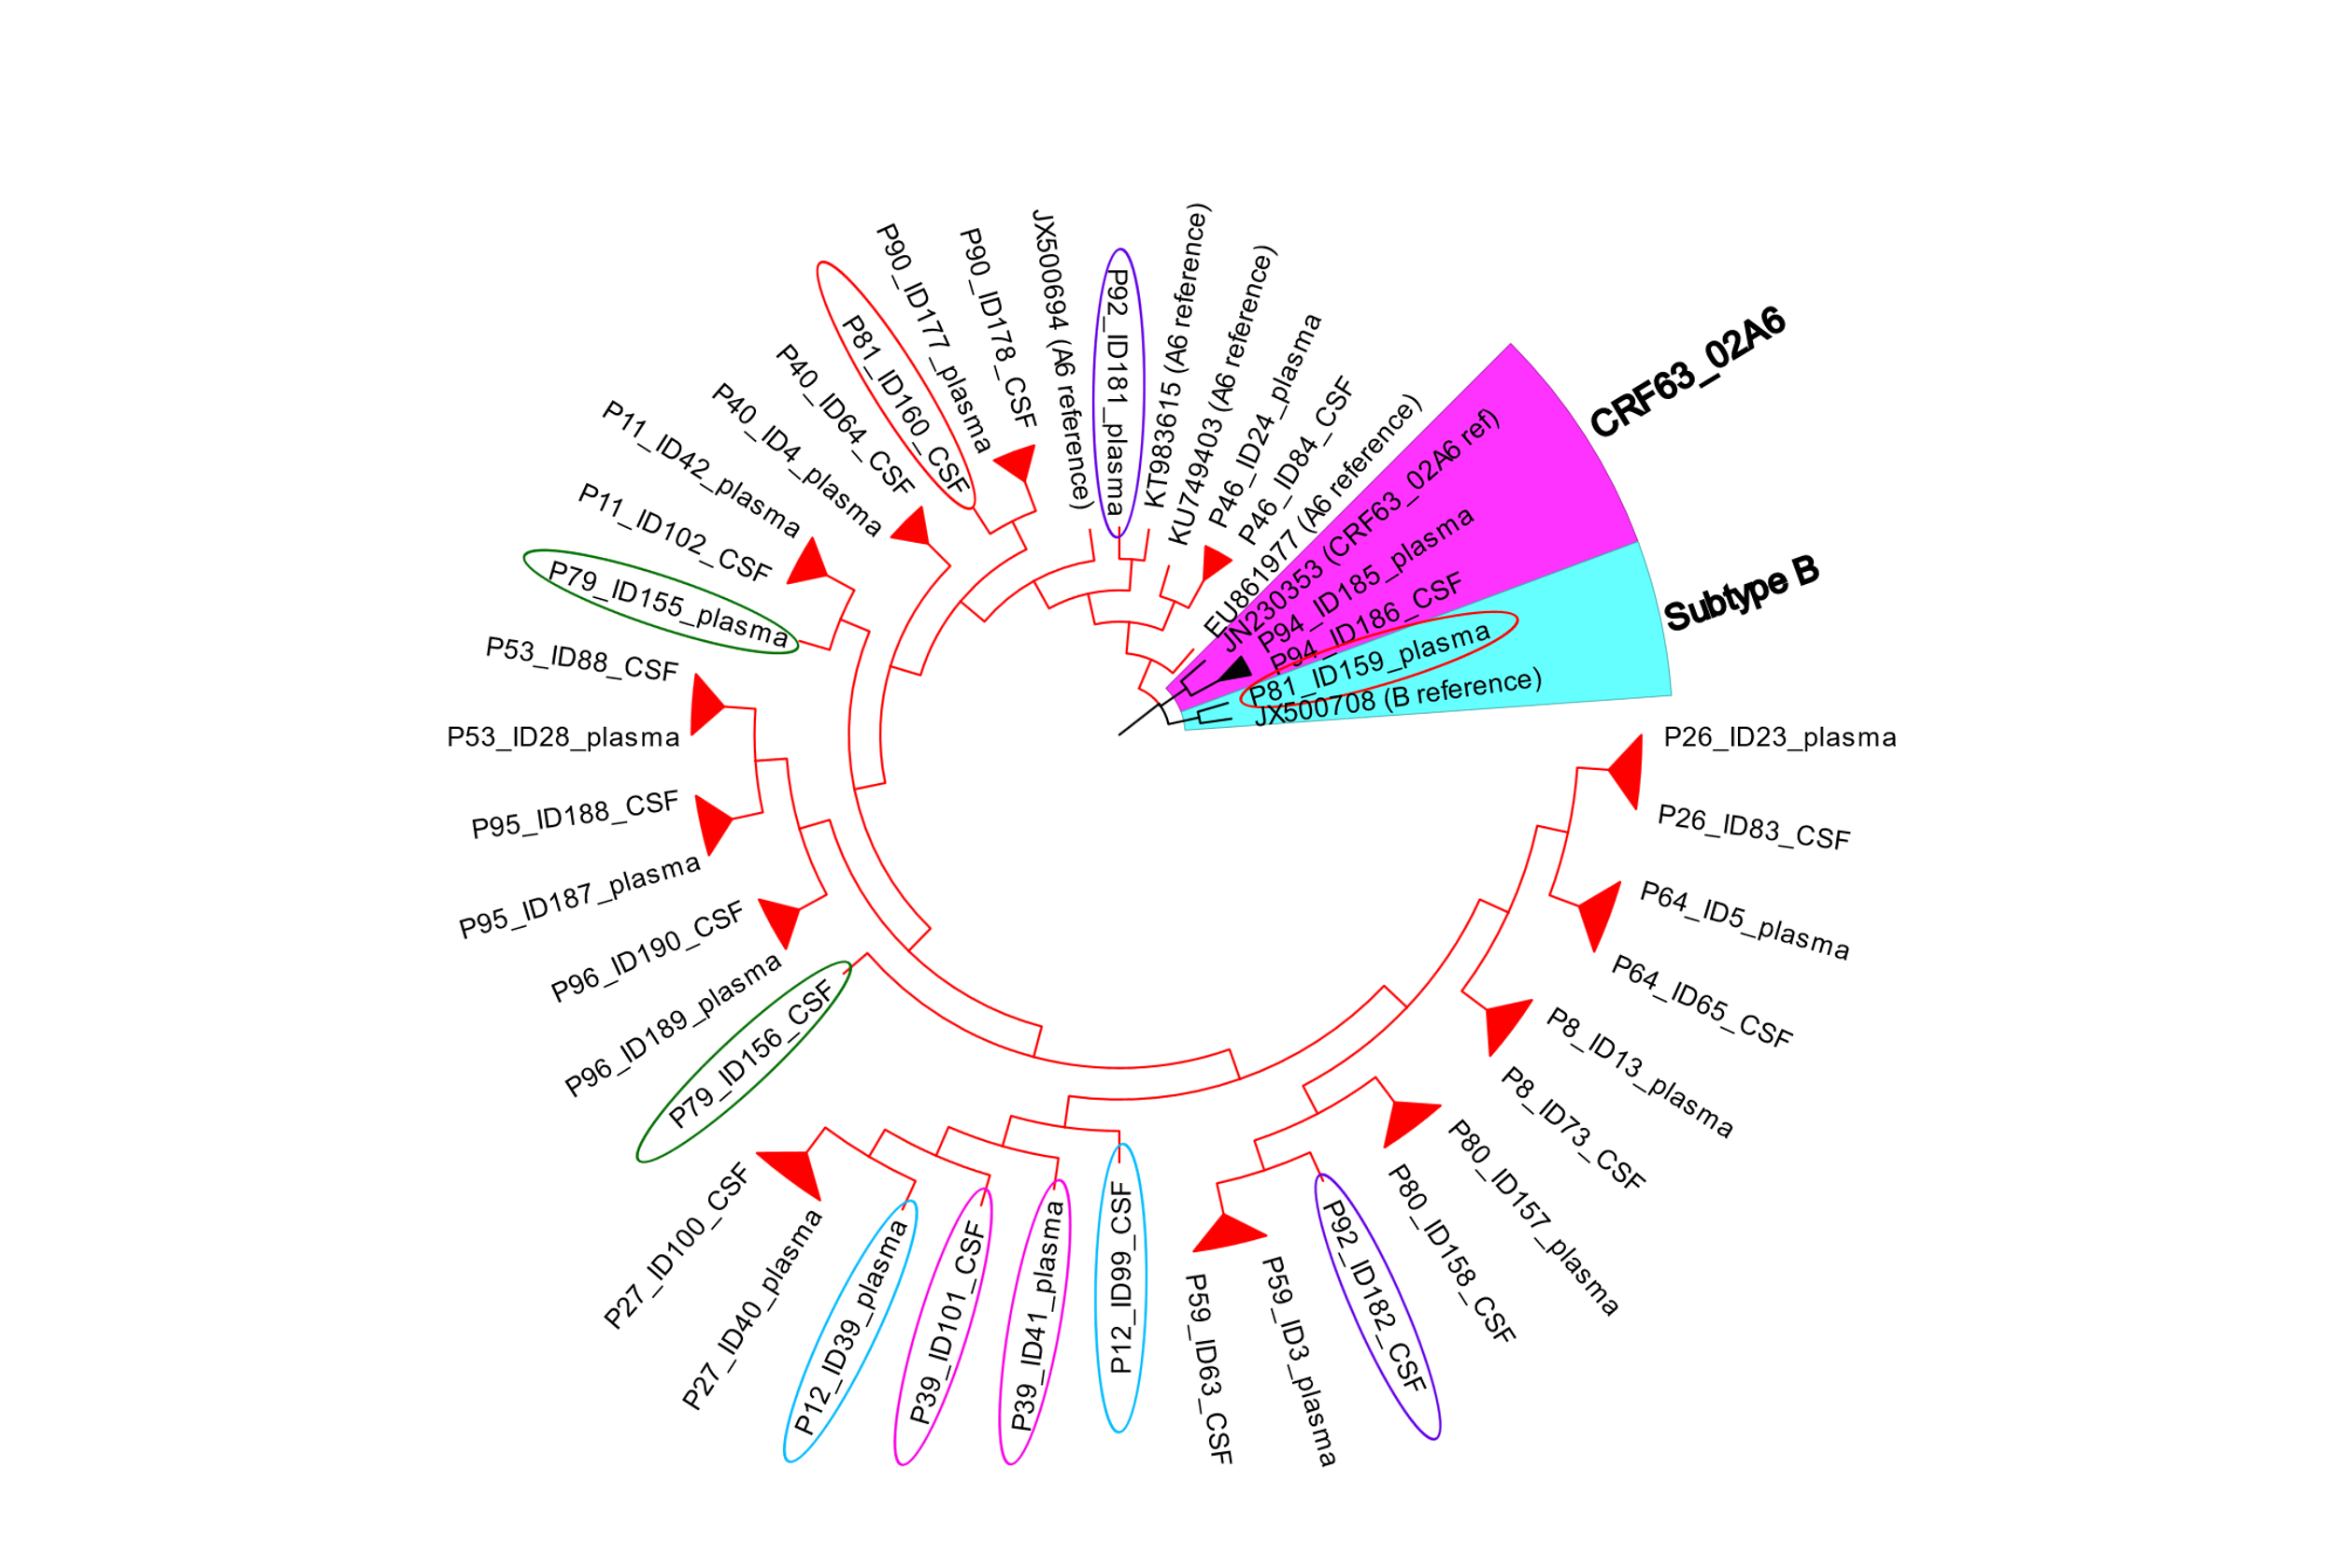 P90_ID177_plasma
P90_ID178_CSF
JX500694 (A6 reference)
P92_ID181_plasma
KT983615 (A6 reference)
KU749403 (A6 reference)
P46_ID24_plasma
P46_ID84_CSF
EU861977 (A6 reference)
JN230353 (CRF63_02A6 ref)
P94_ID185_plasma
P94_ID186_CSF
CRF63_02A6
P81_ID159_plasma
JX500708 (B reference)
Subtype B
P26_ID23_plasma
P26_ID83_CSF
P64_ID5_plasma
P64_ID65_CSF
P8_ID13_plasma
P8_ID73_CSF
P80_ID157_plasma
P80_ID158_CSF
P92_ID182_CSF
P59_ID3_plasma
P59_ID63_CSF
P12_ID99_CSF
P39_ID41_plasma
P39_ID101_CSF
P12_ID39_plasma
P27_ID40_plasma
P27_ID100_CSF
P79_ID156_CSF
P96_ID189_plasma
P96_ID190_CSF
P95_ID187_plasma
P95_ID188_CSF
P53_ID28_plasma
P53_ID88_CSF
P79_ID155_plasma
P11_ID102_CSF
P11_ID42_plasma
P40_ID4_plasma
P40_ID64_CSF
P81_ID160_CSF